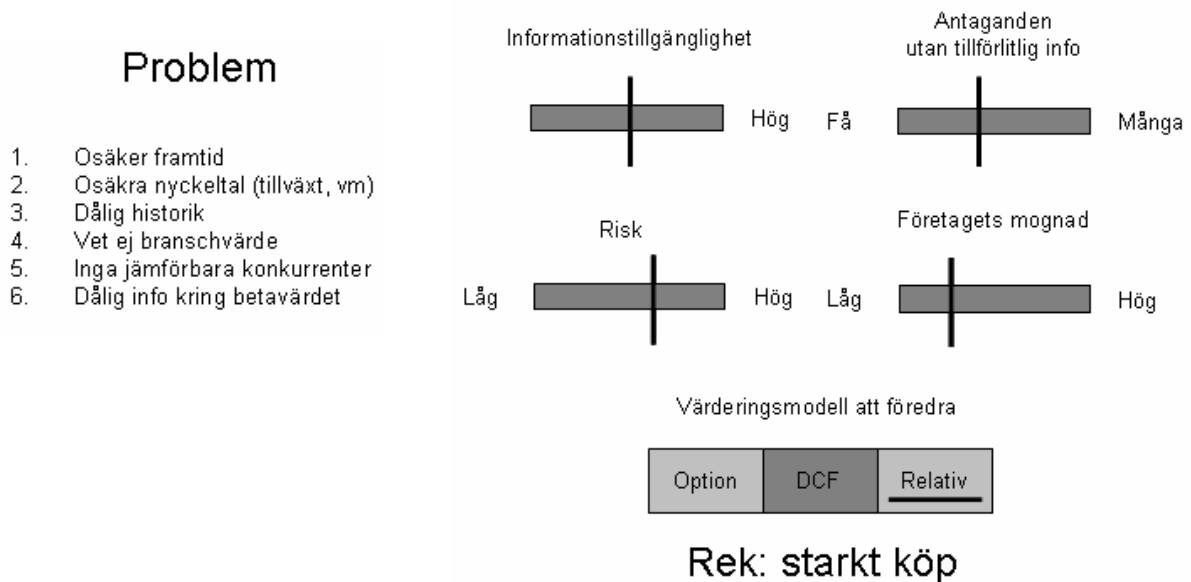 Problem
1. Osäker framtid
2. Osäkra nyckeltal (tillväxt, vm)
3. Dålig historik
4. Vet ej branschvärde
5. Inga jämförbara konkurrenter
6. Dålig info kring betavärdet
Informationstillgänglighet
Hög
Antaganden
utan tillförlitlig info
Få
Många
Risk
Låg
Hög
Företagets mognad
Låg
Hög
Värderingsmodell att föredra
Option
DCF
Relativ
Rek: starkt köp